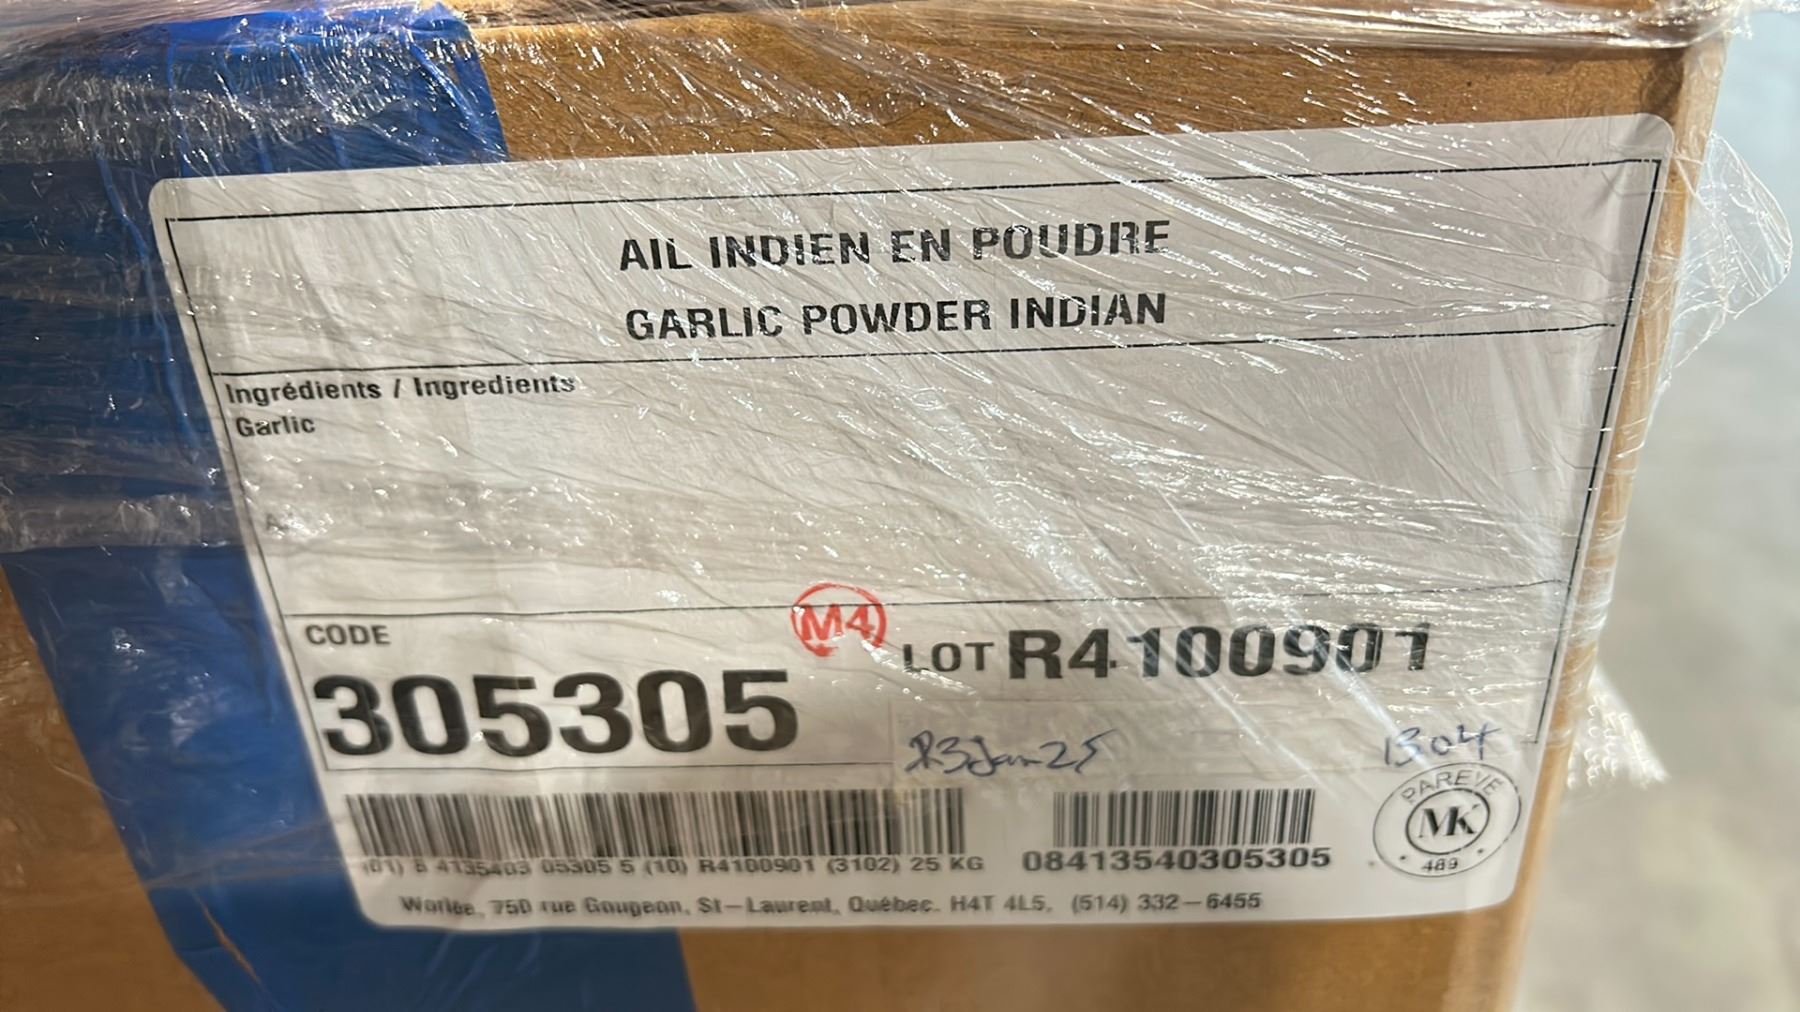 AIL INDIEN EN POUDRE
GARLIC POWDER INDIAN
Ingrédients / Ingredients
Garlic
CODE
M4
LOT R4100901
305305
Jan 25
1304
PAREVE
MK
489
(01) 8 4135403 05305 5 (10) R4100901 (3102) 25 KG
08413540305305
Worlée, 750 rue Gougeon, St-Laurent, Québec. H4T 4L5, (514) 332-6455